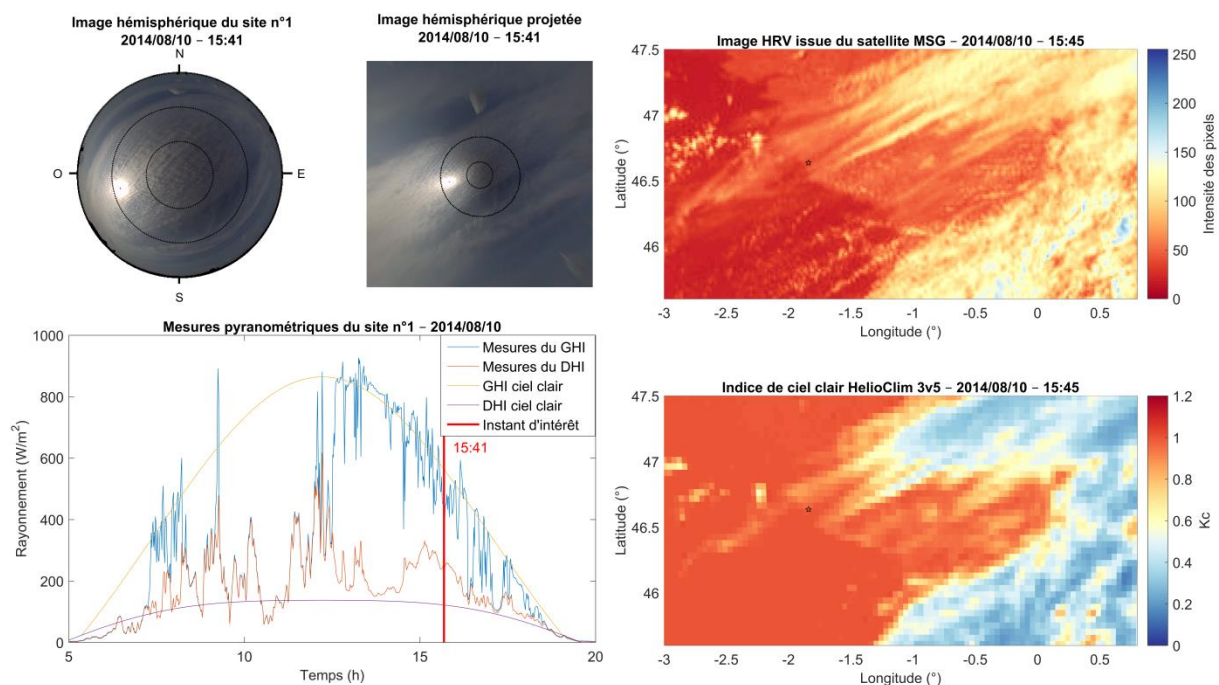 Image hémisphérique du site n°1
2014/08/10 – 15:41
N
O
E
S
Image hémisphérique projetée
2014/08/10 – 15:41
Image HRV issue du satellite MSG – 2014/08/10 – 15:45
47.5
47
46.5
46
Latitude (°)
-3
-2.5
-2
-1.5
-1
-0.5
0
0.5
Longitude (°)
250
200
150
100
50
0
Intensité des pixels
Mesures pyranométriques du site n°1 – 2014/08/10
1000
800
600
400
200
0
Rayonnement (W/m²)
5
10
15
20
Temps (h)
Mesures du GHI
Mesures du DHI
GHI ciel clair
DHI ciel clair
Instant d'intérêt
15:41
Indice de ciel clair HelioClim 3v5 – 2014/08/10 – 15:45
47.5
47
46.5
46
Latitude (°)
-3
-2.5
-2
-1.5
-1
-0.5
0
0.5
Longitude (°)
1.2
1
0.8
0.6
0.4
0.2
0
Kc